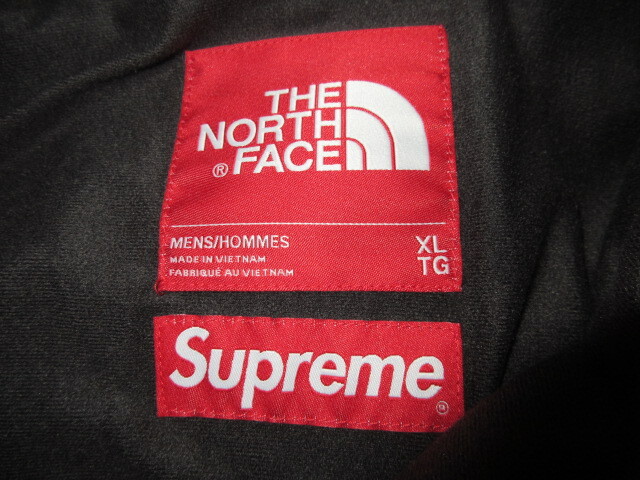 THE
NORTH
® FACE
MENS/HOMMES XL
MADE IN VIETNAM TG
FABRIQUÉ AU VIETNAM
Supreme
®